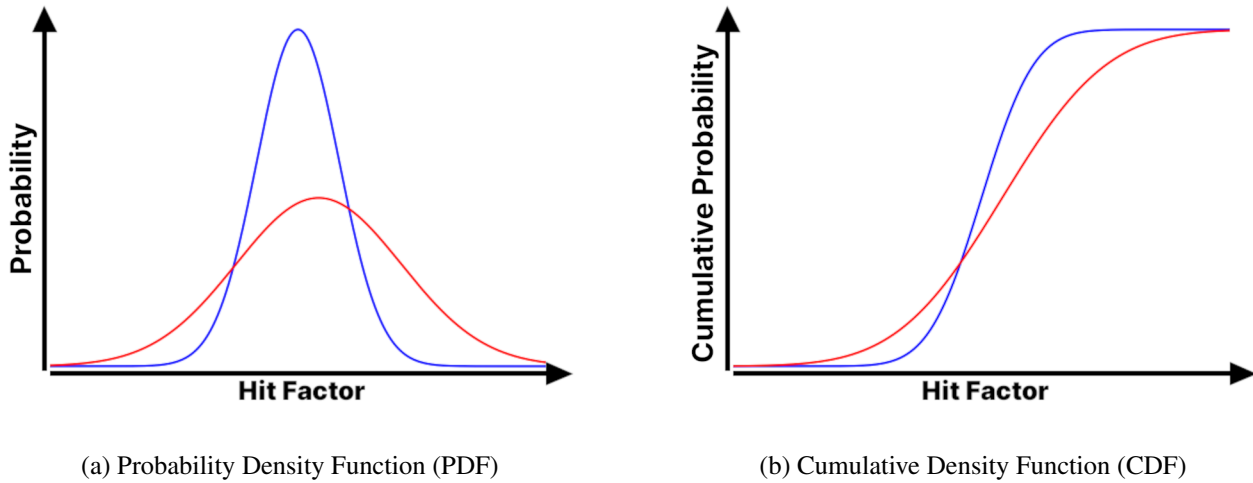 Probability
Hit Factor
Cumulative Probability
Hit Factor
(a) Probability Density Function (PDF)
(b) Cumulative Density Function (CDF)